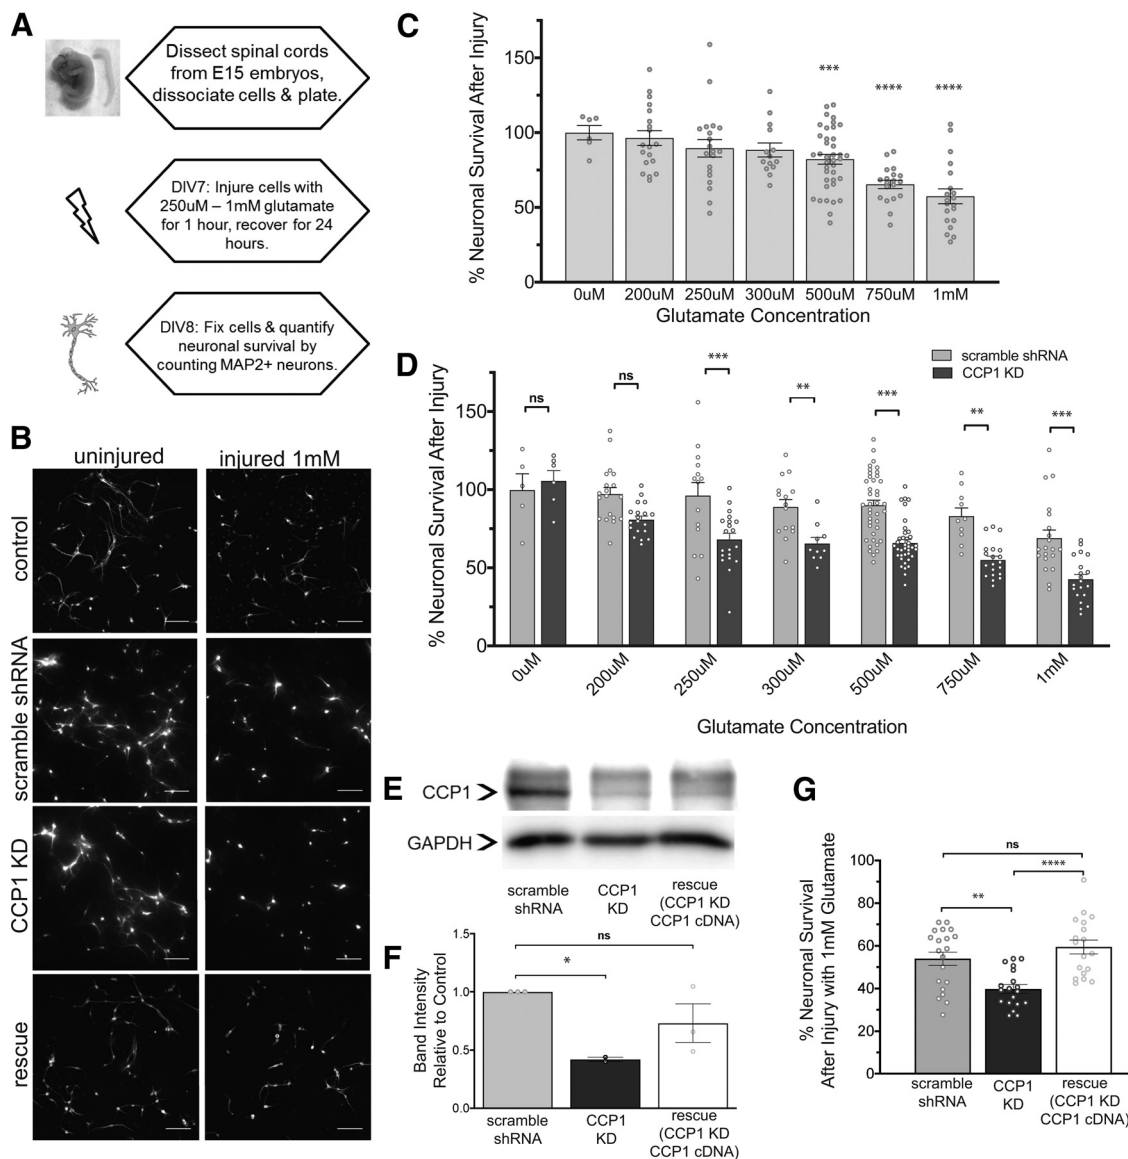 A
Dissect spinal cords
from E15 embryos,
dissociate cells & plate.
DIV7: Injure cells with
250uM – 1mM glutamate
for 1 hour, recover for 24
hours.
DIV8: Fix cells & quantify
neuronal survival by
counting MAP2+ neurons.
B
uninjured
injured 1mM
control
scramble shRNA
CCP1 KD
rescue
C
% Neuronal Survival After Injury
150
100
50
0
***
****
****
0uM
200uM
250uM
300uM
500uM
750uM
1mM
Glutamate Concentration
D
scramble shRNA
CCP1 KD
% Neuronal Survival After Injury
150
100
50
0
ns
ns
***
**
***
**
***
0uM
200uM
250uM
300uM
500uM
750uM
1mM
Glutamate Concentration
E
CCP1
GAPDH
scramble
shRNA
CCP1
KD
rescue
(CCP1 KD
CCP1 cDNA)
F
Band Intensity
Relative to Control
1.5
1.0
0.5
0.0
ns
*
scramble
shRNA
CCP1
KD
rescue
(CCP1 KD
CCP1 cDNA)
G
% Neuronal Survival
After Injury with 1mM Glutamate
100
80
60
40
20
0
ns
****
**
scramble
shRNA
CCP1
KD
rescue
(CCP1 KD
CCP1 cDNA)